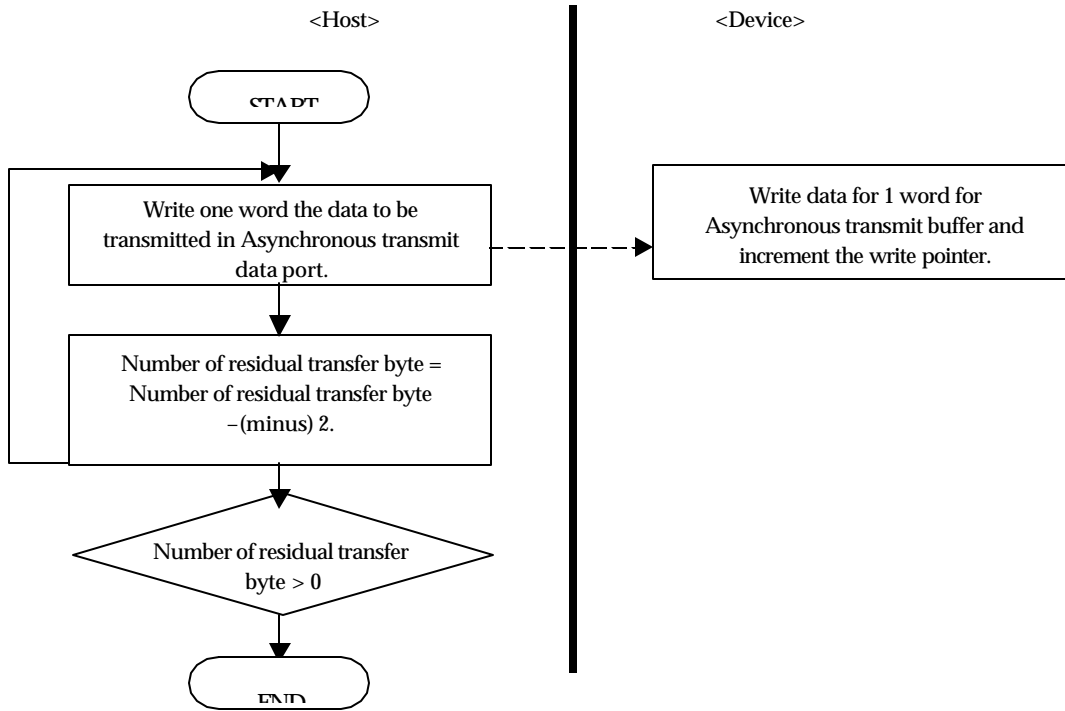 <Host>
<Device>
START
Write one word the data to be
transmitted in Asynchronous transmit
data port.
Write data for 1 word for
Asynchronous transmit buffer and
increment the write pointer.
Number of residual transfer byte =
Number of residual transfer byte
–(minus) 2.
Number of residual transfer
byte > 0
END